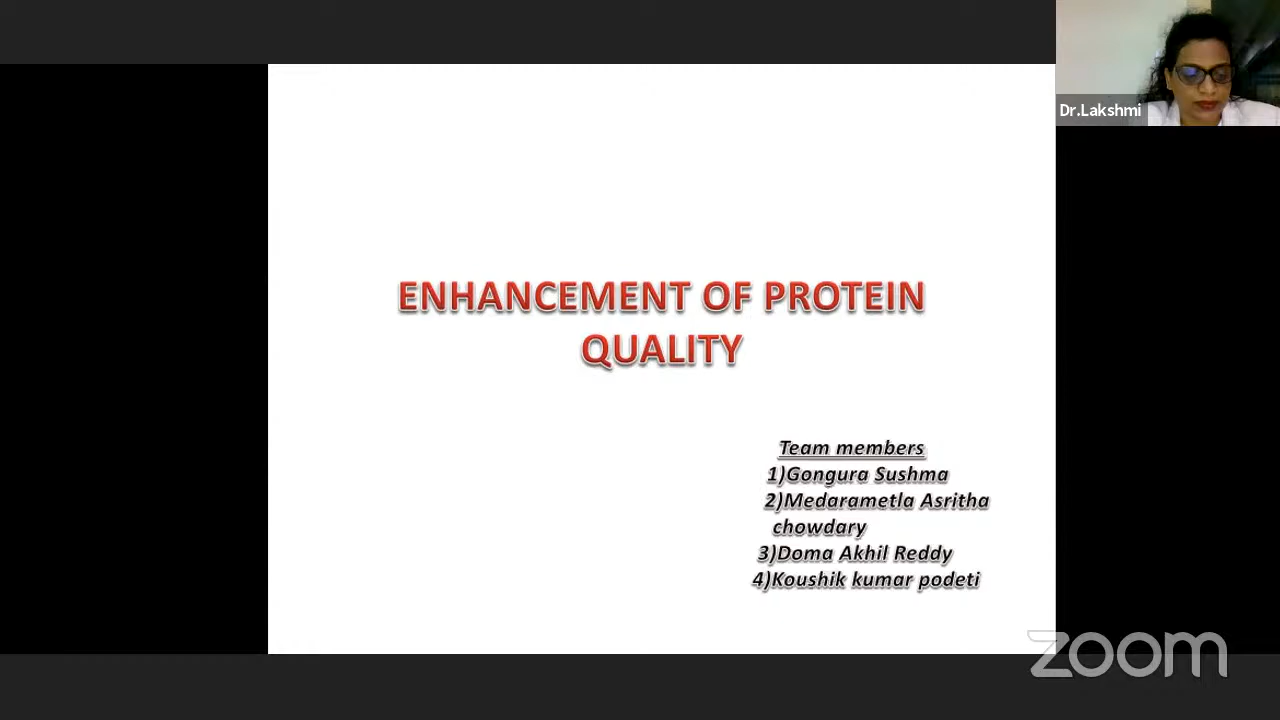 Dr.Lakshmi
ENHANCEMENT OF PROTEIN
QUALITY
Team members
1)Gongura Sushma
2)Medarametla Asritha
chowdary
3)Doma Akhil Reddy
4)Koushik kumar podeti
zoom